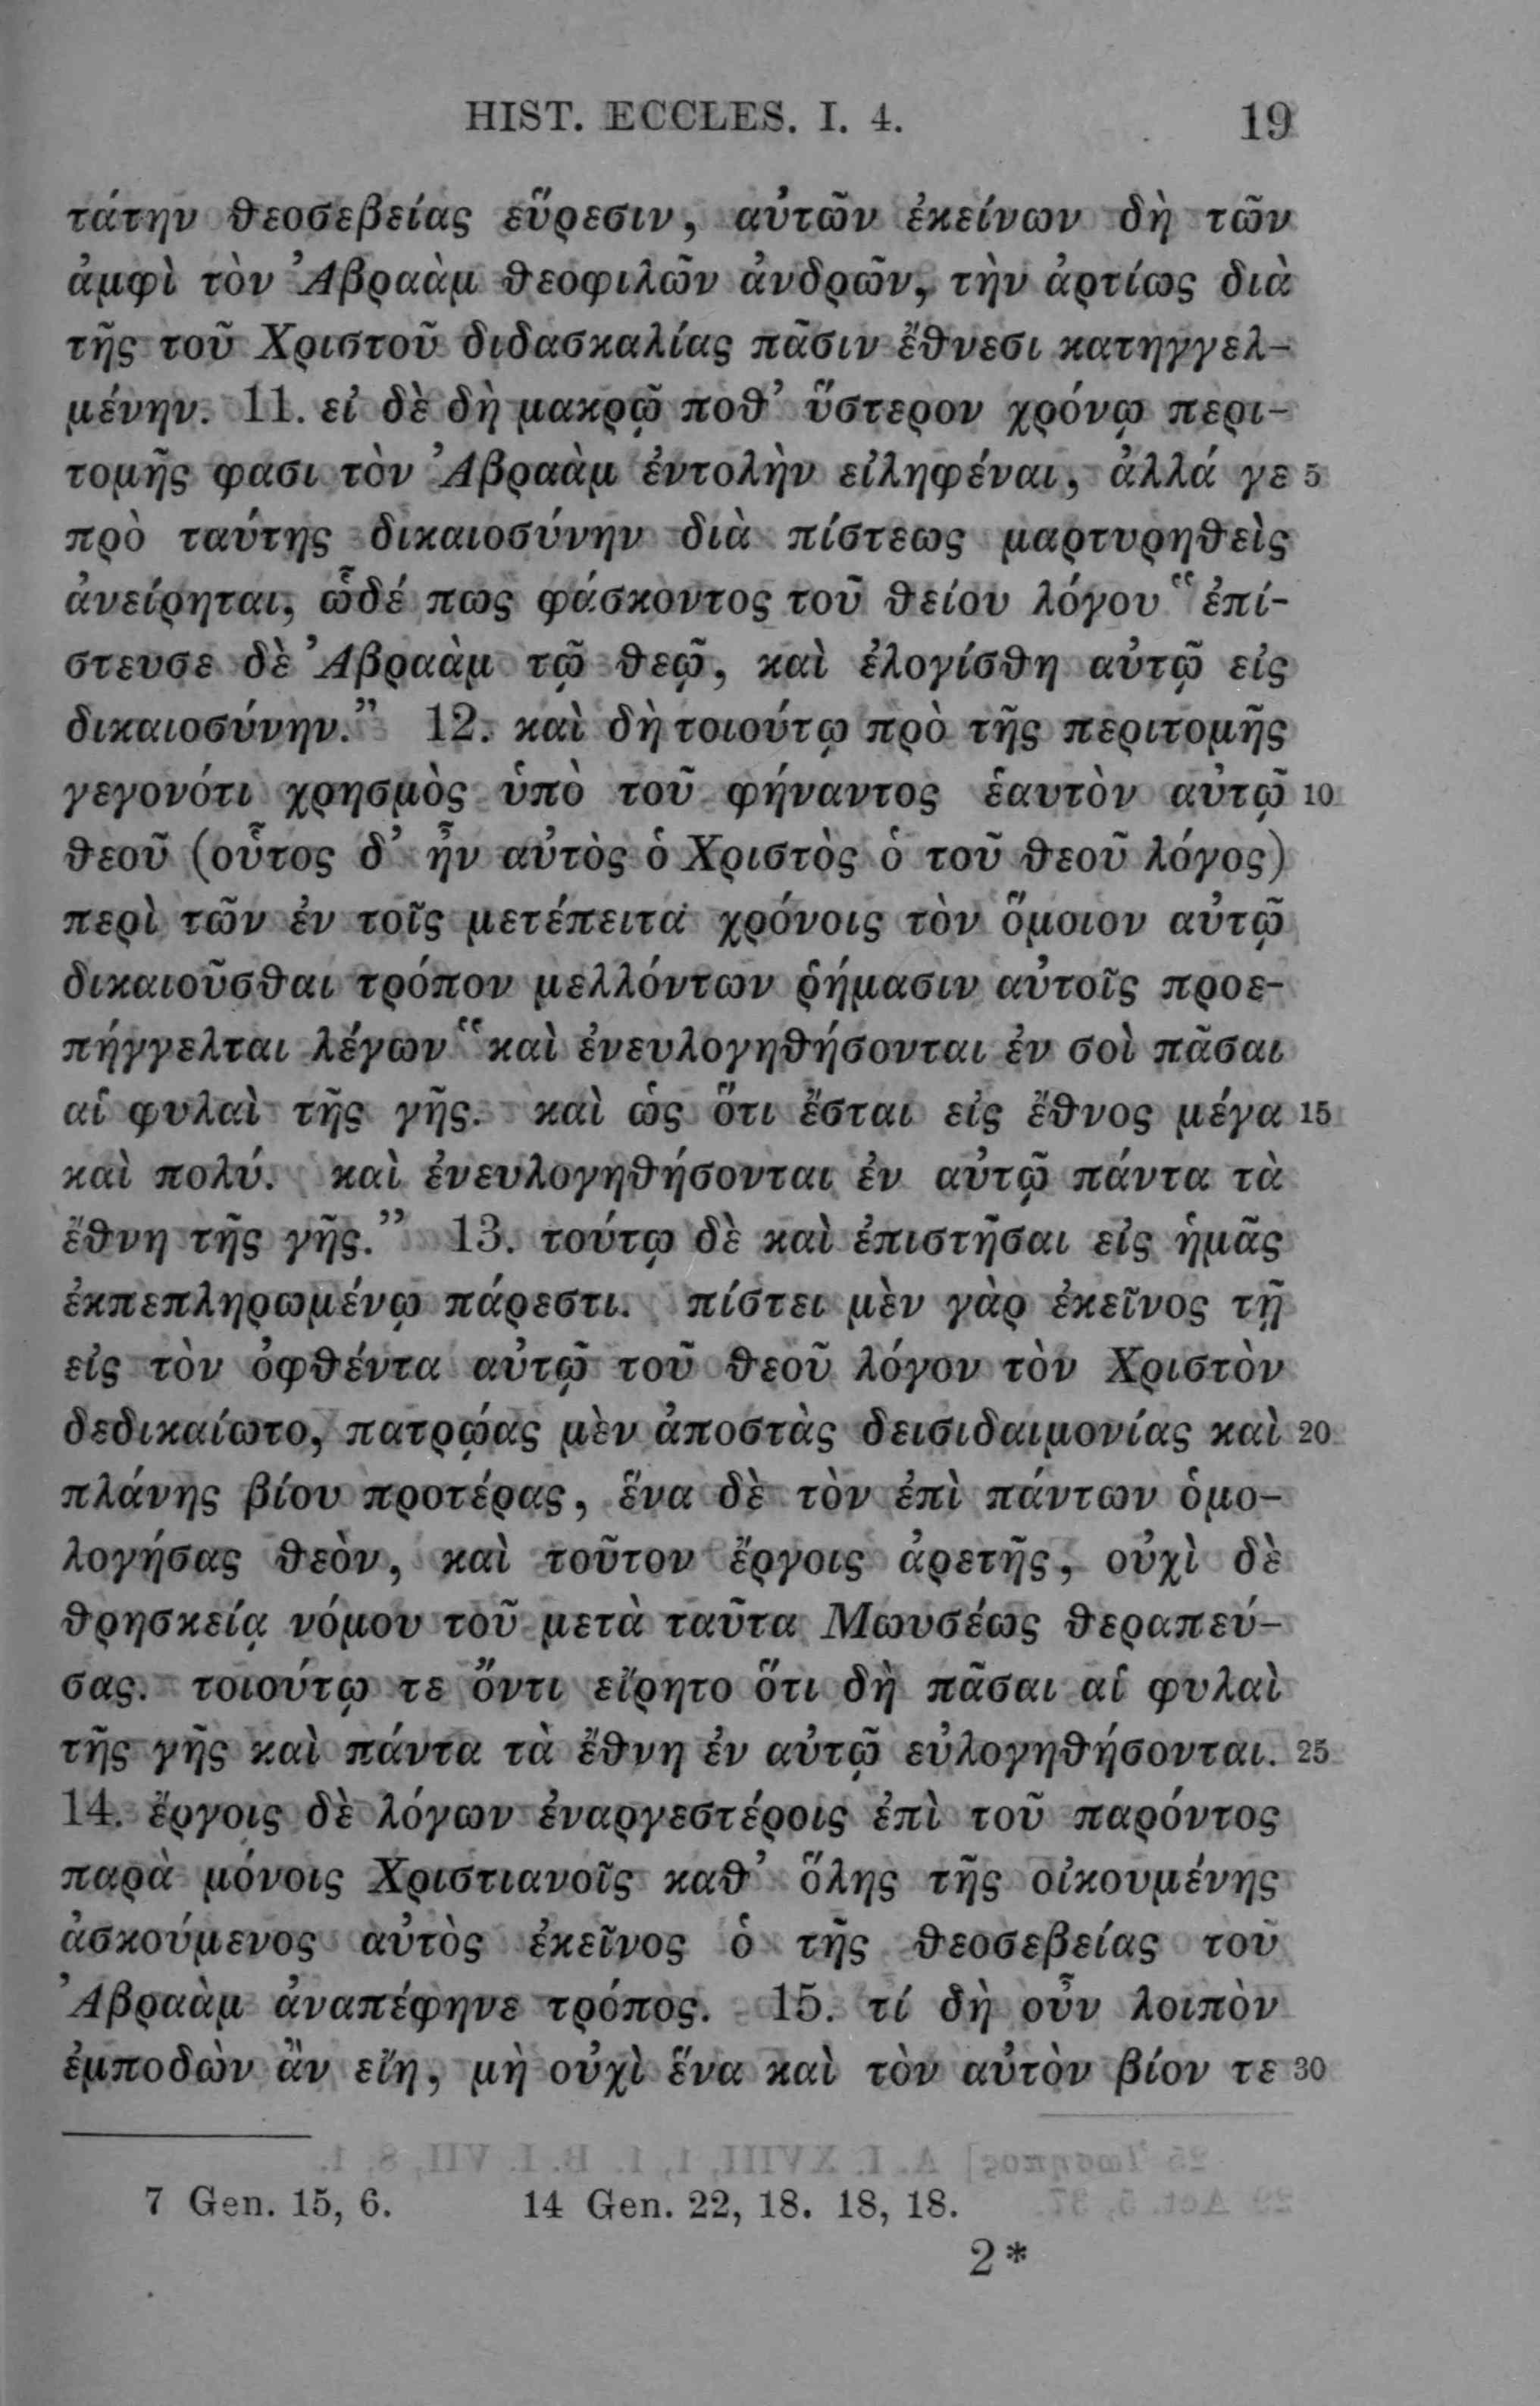 HIST. ECCLES. I. 4. 19
τάτην θεοσεβείας εὕρεσιν, αὐτῶν ἐκείνων δὴ τῶν
ἀμφὶ τὸν Ἀβραὰμ θεοφιλῶν ἀνδρῶν, τὴν ἀρτίως διὰ
τῆς τοῦ Χριστοῦ διδασκαλίας πᾶσιν ἔθνεσι κατηγγελ-
μένην. 11. εἰ δὲ δὴ μακρῷ ποθ’ ὕστερον χρόνῳ περι-
τομῆς φασι τὸν Ἀβραὰμ ἐντολὴν εἰληφέναι, ἀλλά γε 5
πρὸ ταύτης δικαιοσύνην διὰ πίστεως μαρτυρηθεὶς
ἀνείρηται, ὧδέ πως φάσκοντος τοῦ θείου λόγου “ἐπί-
στευσε δὲ Ἀβραὰμ τῷ θεῷ, καὶ ἐλογίσθη αὐτῷ εἰς
δικαιοσύνην.” 12. καὶ δὴ τοιούτῳ πρὸ τῆς περιτομῆς
γεγονότι χρησμὸς ὑπὸ τοῦ φήναντος ἑαυτὸν αὐτῷ 10
θεοῦ (οὗτος δ’ ἦν αὐτὸς ὁ Χριστὸς ὁ τοῦ θεοῦ λόγος)
περὶ τῶν ἐν τοῖς μετέπειτα χρόνοις τὸν ὅμοιον αὐτῷ
δικαιοῦσθαι τρόπον μελλόντων ῥήμασιν αὐτοῖς προε-
πήγγελται λέγων “καὶ ἐνευλογηθήσονται ἐν σοὶ πᾶσαι
αἱ φυλαὶ τῆς γῆς. καὶ ὡς ὅτι ἔσται εἰς ἔθνος μέγα 15
καὶ πολύ. καὶ ἐνευλογηθήσονται ἐν αὐτῷ πάντα τὰ
ἔθνη τῆς γῆς.” 13. τούτῳ δὲ καὶ ἐπιστῆσαι εἰς ἡμᾶς
ἐκπεπληρωμένῳ πάρεστι. πίστει μὲν γὰρ ἐκεῖνος τῇ
εἰς τὸν ὀφθέντα αὐτῷ τοῦ θεοῦ λόγον τὸν Χριστὸν
δεδικαίωτο, πατρῴας μὲν ἀποστὰς δεισιδαιμονίας καὶ 20
πλάνης βίου προτέρας, ἕνα δὲ τὸν ἐπὶ πάντων ὁμο-
λογήσας θεὸν, καὶ τοῦτον ἔργοις ἀρετῆς, οὐχὶ δὲ
θρησκείᾳ νόμου τοῦ μετὰ ταῦτα Μωυσέως θεραπεύ-
σας. τοιούτῳ τε ὄντι εἴρητο ὅτι δὴ πᾶσαι αἱ φυλαὶ
τῆς γῆς καὶ πάντα τὰ ἔθνη ἐν αὐτῷ εὐλογηθήσονται. 25
14. ἔργοις δὲ λόγων ἐναργεστέροις ἐπὶ τοῦ παρόντος
παρὰ μόνοις Χριστιανοῖς καθ’ ὅλης τῆς οἰκουμένης
ἀσκούμενος αὐτὸς ἐκεῖνος ὁ τῆς θεοσεβείας τοῦ
Ἀβραὰμ ἀναπέφηνε τρόπος. 15. τί δὴ οὖν λοιπὸν
ἐμποδὼν ἂν εἴη, μὴ οὐχὶ ἕνα καὶ τὸν αὐτὸν βίον τε 30
7 Gen. 15, 6. 14 Gen. 22, 18. 18, 18.
2*